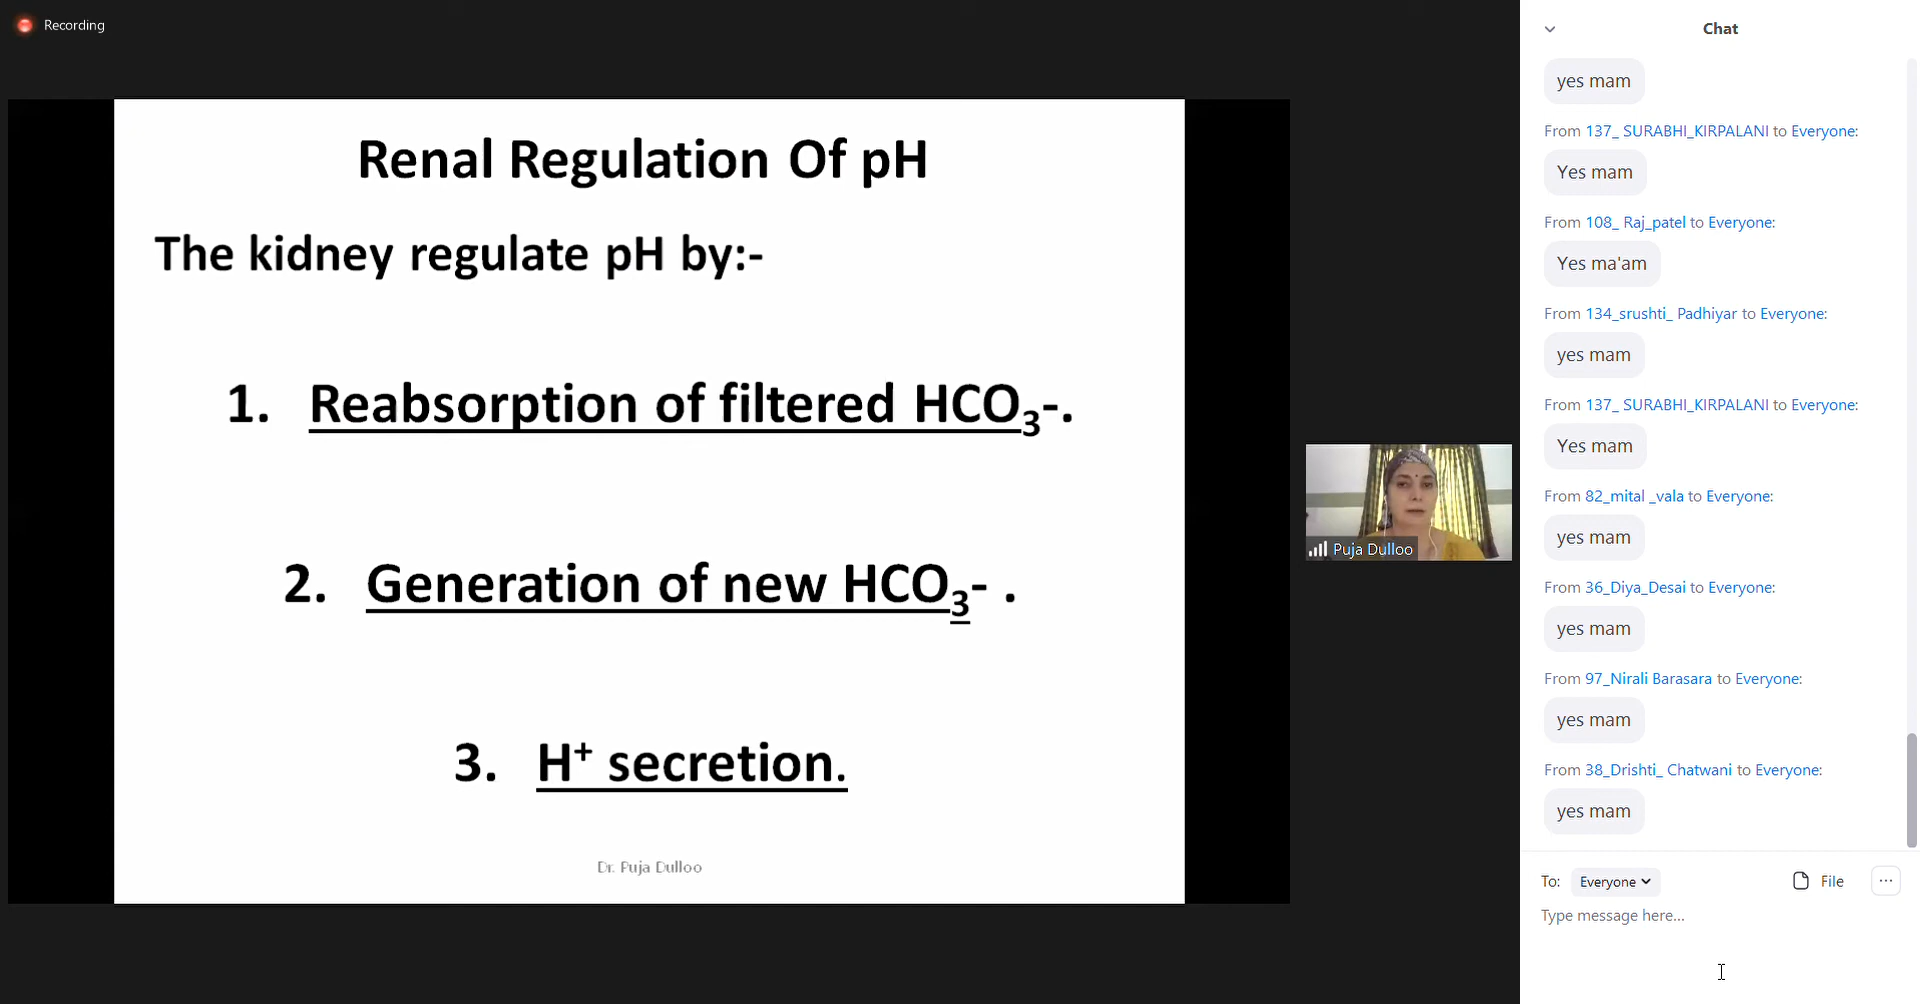 Recording
Renal Regulation Of pH
The kidney regulate pH by:-
1. Reabsorption of filtered HCO₃-.
2. Generation of new HCO₃- .
3. H⁺ secretion.
Dr. Puja Dulloo
Puja Dulloo
Chat
yes mam
From 137_ SURABHI_KIRPALANI to Everyone:
Yes mam
From 108_ Raj_patel to Everyone:
Yes ma'am
From 134_srushti_ Padhiyar to Everyone:
yes mam
From 137_ SURABHI_KIRPALANI to Everyone:
Yes mam
From 82_mital _vala to Everyone:
yes mam
From 36_Diya_Desai to Everyone:
yes mam
From 97_Nirali Barasara to Everyone:
yes mam
From 38_Drishti_ Chatwani to Everyone:
yes mam
To: Everyone File ...
Type message here...